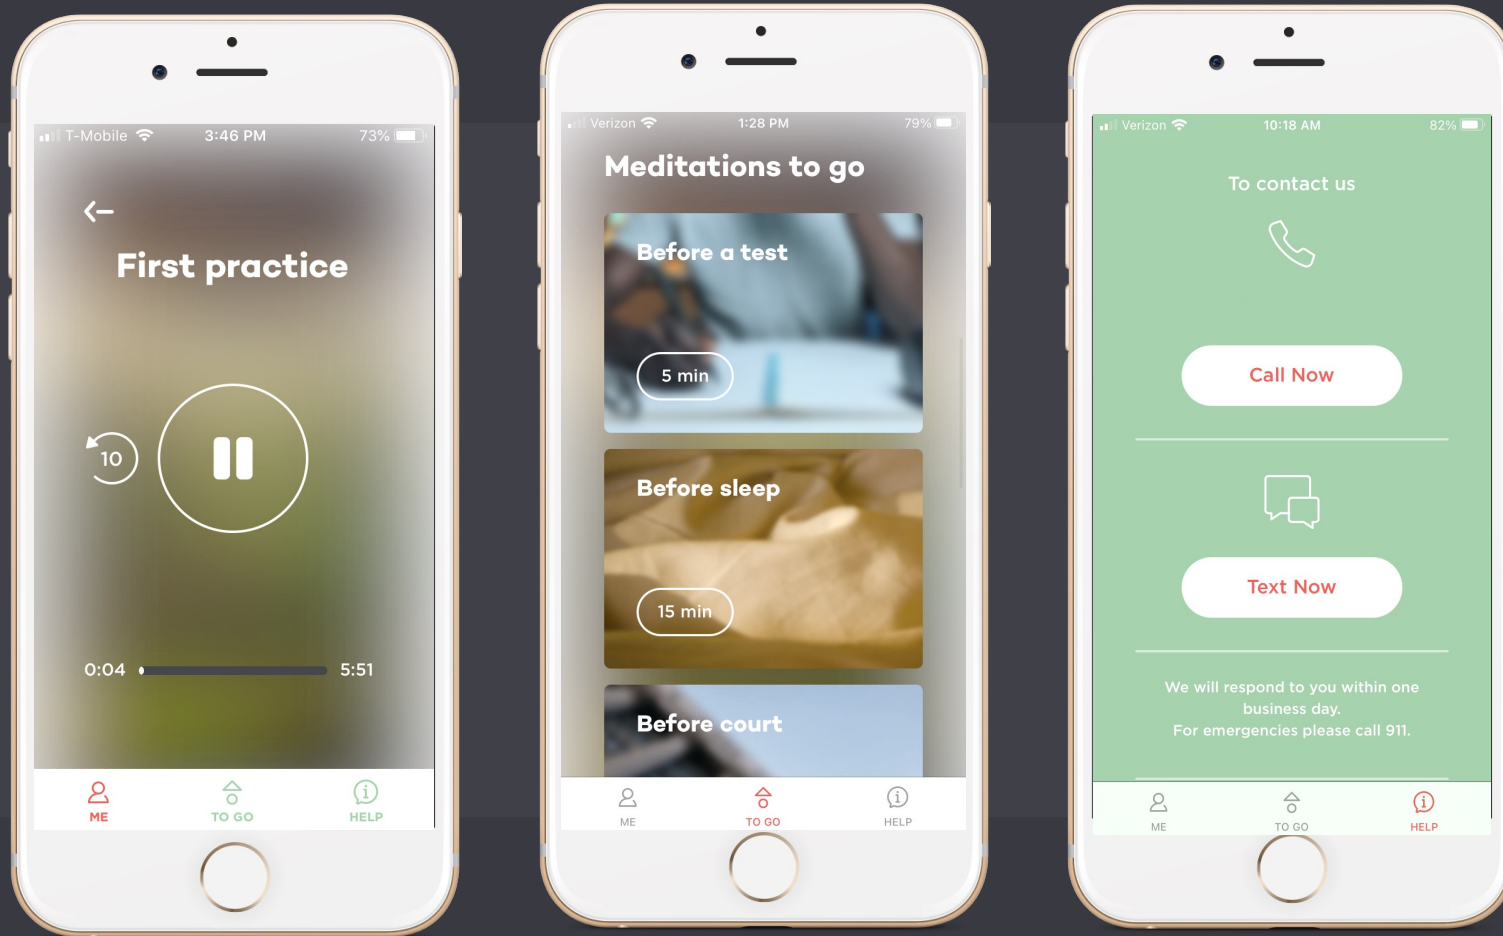 T-Mobile 3:46 PM 73%
First practice
10
0:04 5:51
ME TO GO HELP
Verizon 1:28 PM 79%
Meditations to go
Before a test
5 min
Before sleep
15 min
Before court
ME TO GO HELP
Verizon 10:18 AM 82%
To contact us
Call Now
Text Now
We will respond to you within one
business day.
For emergencies please call 911.
ME TO GO HELP